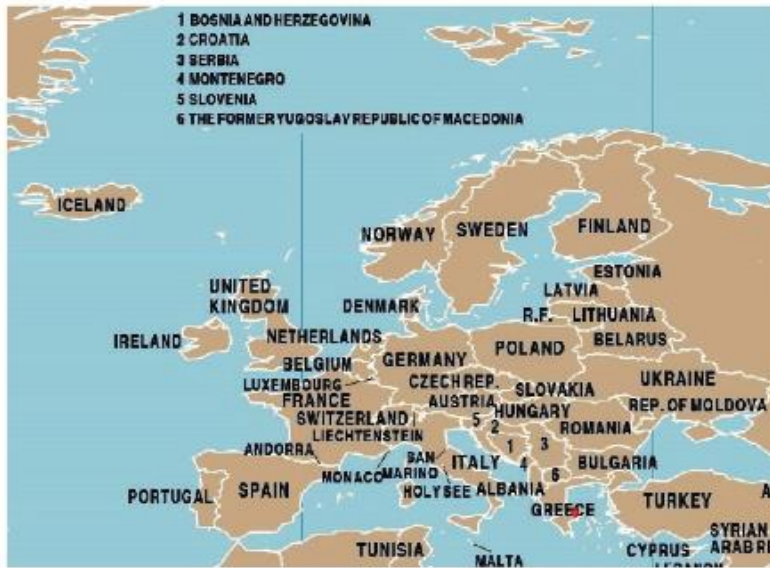 1 BOSNIA AND HERZEGOVINA
2 CROATIA
3 SERBIA
4 MONTENEGRO
5 SLOVENIA
6 THE FORMER YUGOSLAV REPUBLIC OF MACEDONIA
ICELAND
NORWAY
SWEDEN
FINLAND
ESTONIA
LATVIA
UNITED
KINGDOM
DENMARK
R.F.
LITHUANIA
IRELAND
NETHERLANDS
BELARUS
BELGIUM
GERMANY
POLAND
LUXEMBOURG
CZECH REP.
SLOVAKIA
UKRAINE
FRANCE
AUSTRIA
HUNGARY
REP. OF MOLDOVA
SWITZERLAND
5
2
ROMANIA
LIECHTENSTEIN
1
3
ANDORRA
SAN
MARINO
ITALY
4
6
BULGARIA
MONACO
HOLY SEE
ALBANIA
PORTUGAL
SPAIN
GREECE
TURKEY
A
SYRIAN
ARAB RE
TUNISIA
MALTA
CYPRUS
LEBANON